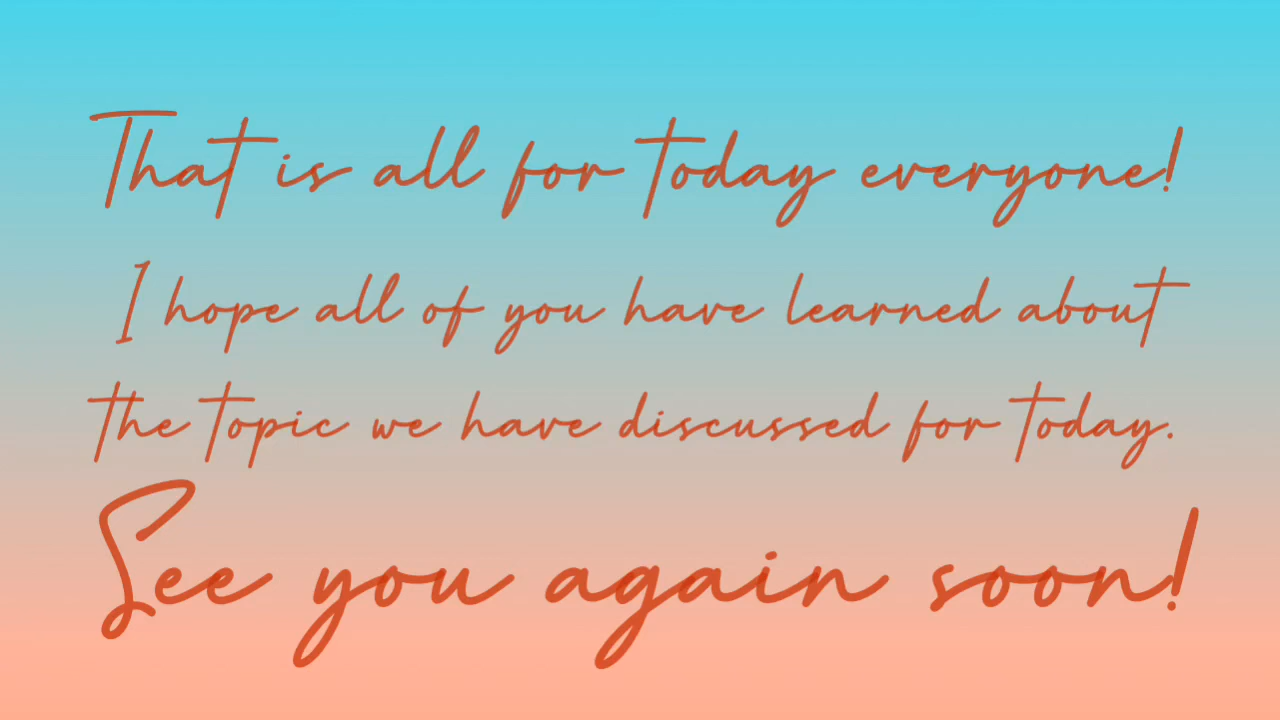 That is all for today everyone!
I hope all of you have learned about
the topic we have discussed for today.
See you again soon!